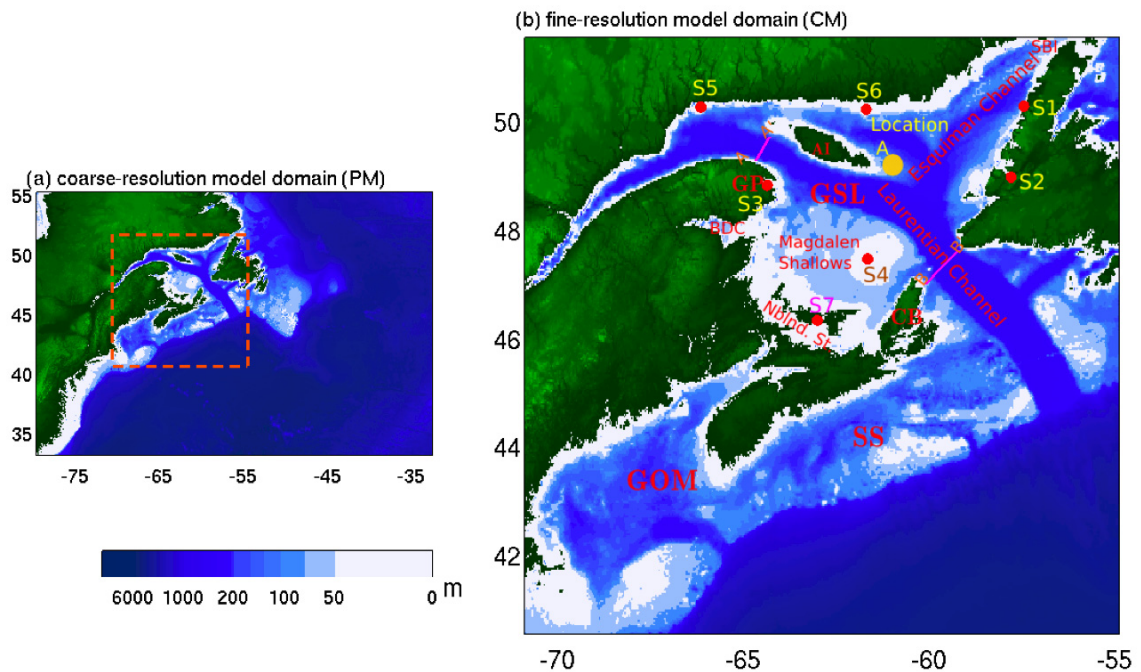 (a) coarse-resolution model domain (PM)
55
50
45
40
35
-75
-65
-55
-45
-35
6000 1000 200 100 50 0 m
(b) fine-resolution model domain (CM)
50
48
46
44
42
-70
-65
-60
-55
SBI
Esquiman Channel
S5
S6
S1
Location
A
A'
A
AI
S2
GP
S3
GSL
Laurentian Channel
BDC
Magdalen
Shallows
S4
B'
B
S7
Nblnd. St.
CB
SS
GOM